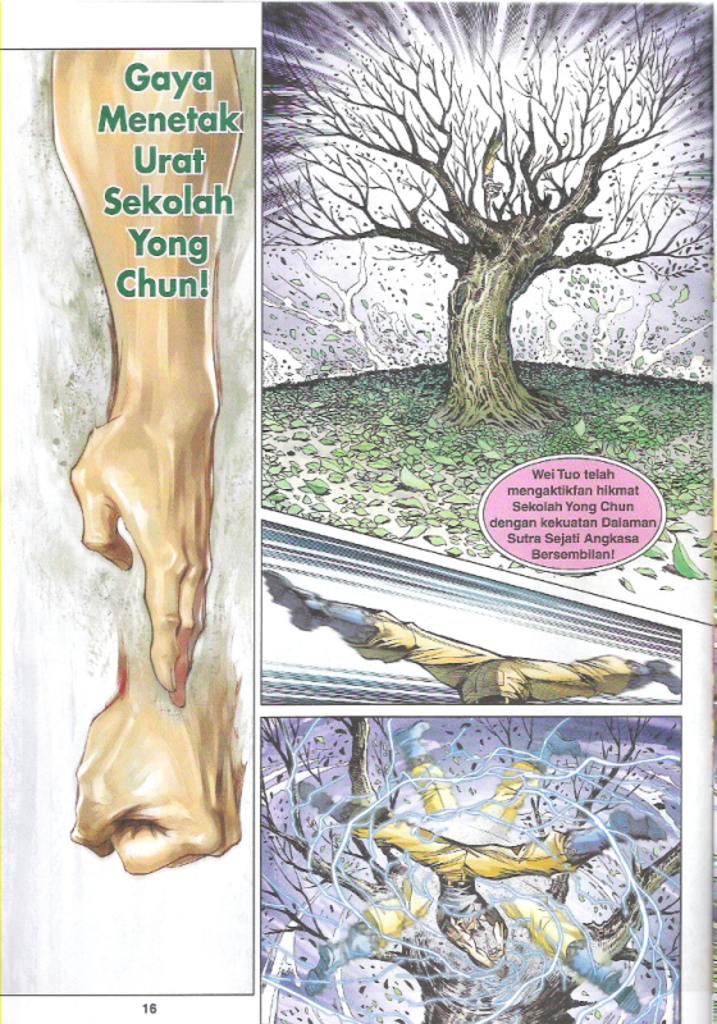 Gaya
Menetak
Urat
Sekolah
Yong
Chun!
Wei Tuo telah
mengaktikfan hikmat
Sekolah Yong Chun
dengan kekuatan Dalaman
Sutra Sejati Angkasa
Bersembilan!
16